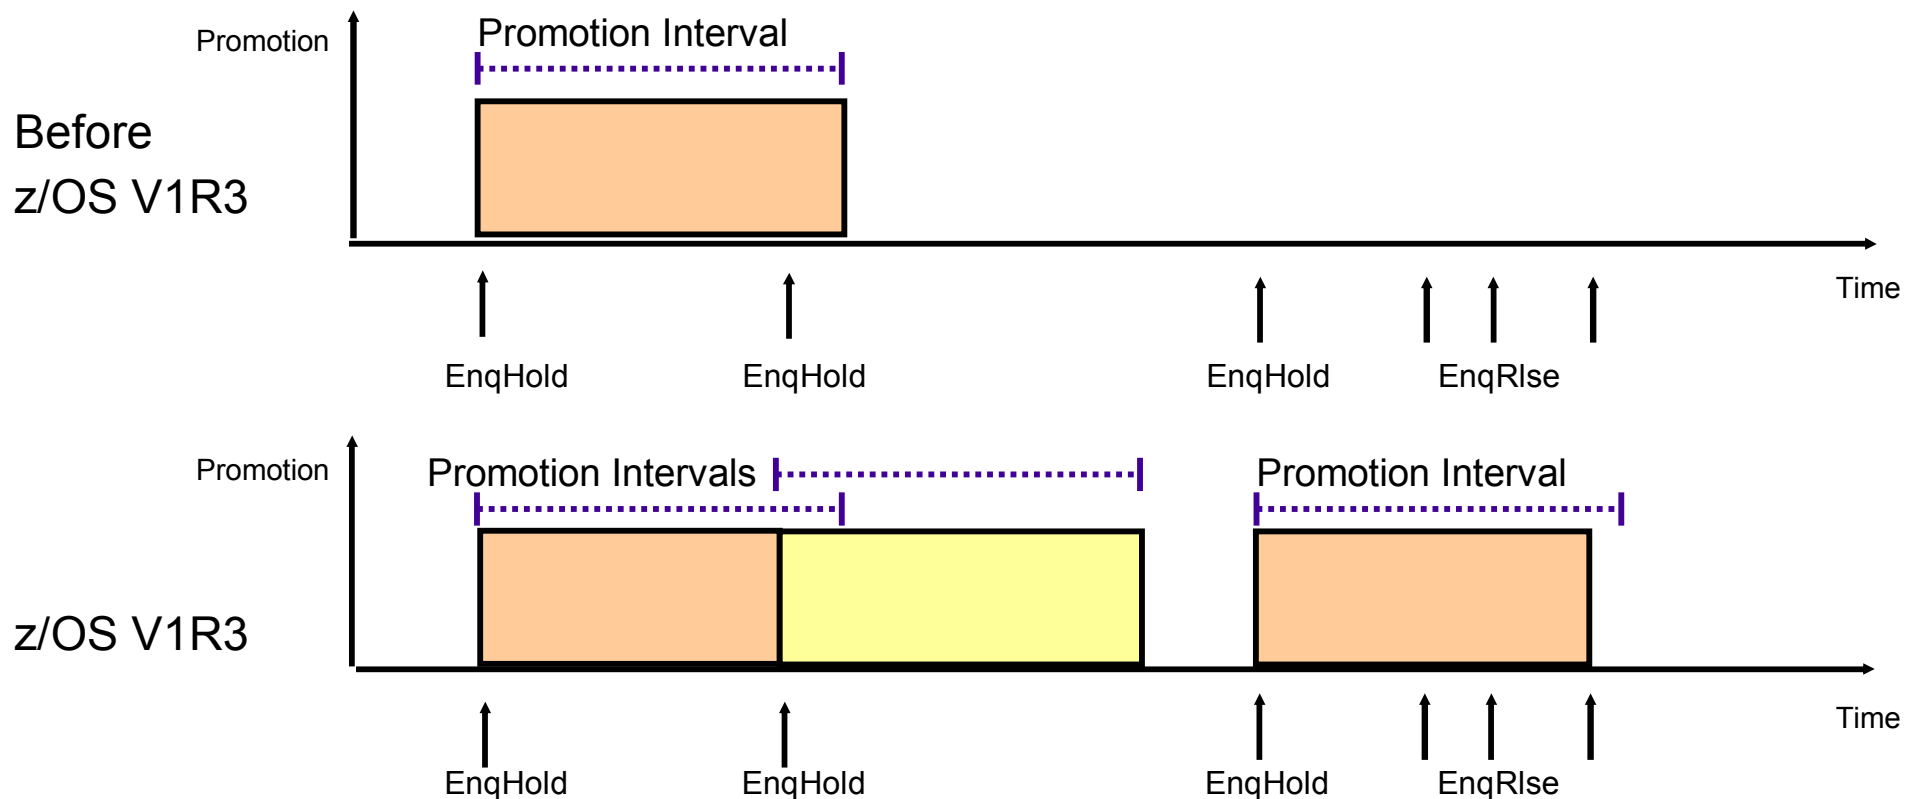 Promotion
Promotion Interval
Before
z/OS V1R3
Time
EnqHold
EnqHold
EnqHold
EnqRlse
Promotion
Promotion Intervals
Promotion Interval
z/OS V1R3
Time
EnqHold
EnqHold
EnqHold
EnqRlse